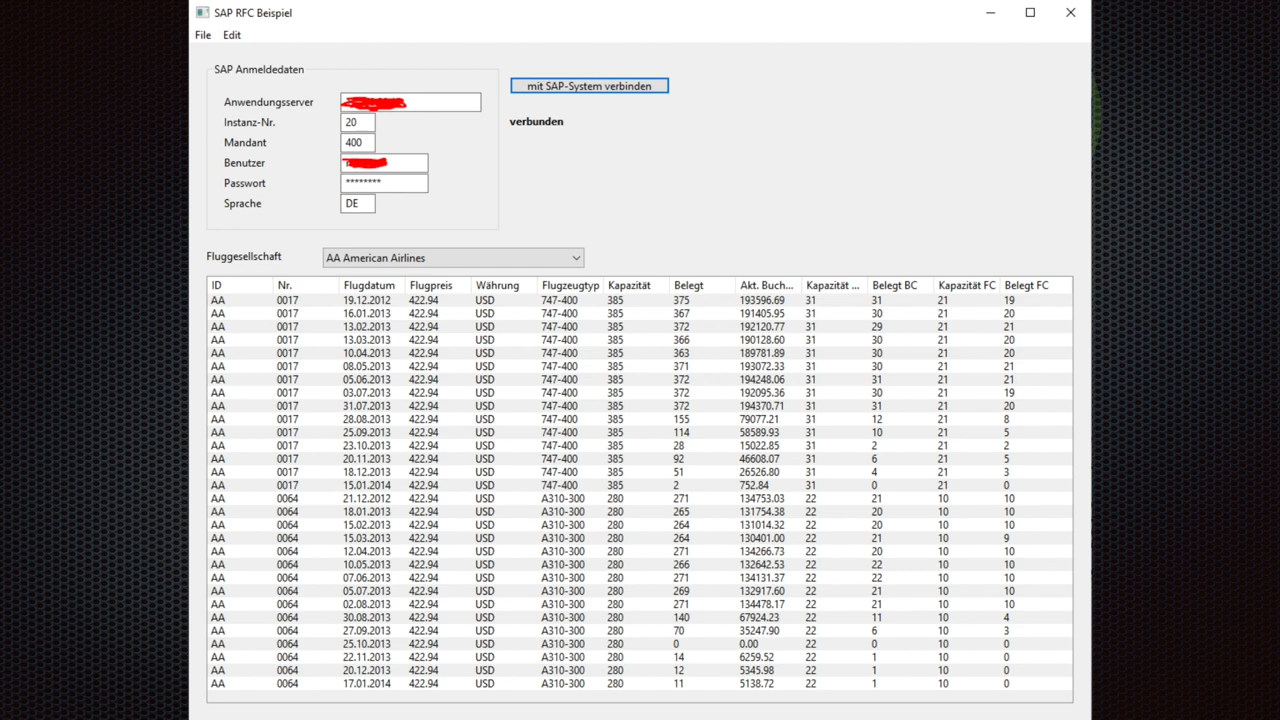 SAP RFC Beispiel
File Edit
SAP Anmeldedaten
mit SAP-System verbinden
Anwendungsserver
Instanz-Nr. 20
verbunden
Mandant 400
Benutzer
Passwort ********
Sprache DE
Fluggesellschaft AA American Airlines
ID Nr. Flugdatum Flugpreis Währung Flugzeugtyp Kapazität Belegt Akt. Buch... Kapazität ... Belegt BC Kapazität FC Belegt FC
AA 0017 19.12.2012 422.94 USD 747-400 385 375 193596.69 31 31 21 19
AA 0017 16.01.2013 422.94 USD 747-400 385 367 191405.95 31 30 21 20
AA 0017 13.02.2013 422.94 USD 747-400 385 372 192120.77 31 29 21 21
AA 0017 13.03.2013 422.94 USD 747-400 385 366 190128.60 31 30 21 20
AA 0017 10.04.2013 422.94 USD 747-400 385 363 189781.89 31 30 21 20
AA 0017 08.05.2013 422.94 USD 747-400 385 371 193072.33 31 30 21 21
AA 0017 05.06.2013 422.94 USD 747-400 385 372 194248.06 31 31 21 21
AA 0017 03.07.2013 422.94 USD 747-400 385 372 192095.36 31 30 21 19
AA 0017 31.07.2013 422.94 USD 747-400 385 372 194370.71 31 31 21 20
AA 0017 28.08.2013 422.94 USD 747-400 385 155 79077.21 31 12 21 8
AA 0017 25.09.2013 422.94 USD 747-400 385 114 58589.93 31 10 21 5
AA 0017 23.10.2013 422.94 USD 747-400 385 28 15022.85 31 2 21 2
AA 0017 20.11.2013 422.94 USD 747-400 385 92 46608.07 31 6 21 5
AA 0017 18.12.2013 422.94 USD 747-400 385 51 26526.80 31 4 21 3
AA 0017 15.01.2014 422.94 USD 747-400 385 2 752.84 31 0 21 0
AA 0064 21.12.2012 422.94 USD A310-300 280 271 134753.03 22 21 10 10
AA 0064 18.01.2013 422.94 USD A310-300 280 265 131754.38 22 20 10 10
AA 0064 15.02.2013 422.94 USD A310-300 280 264 131014.32 22 20 10 10
AA 0064 15.03.2013 422.94 USD A310-300 280 264 130401.00 22 21 10 9
AA 0064 12.04.2013 422.94 USD A310-300 280 271 134266.73 22 20 10 10
AA 0064 10.05.2013 422.94 USD A310-300 280 266 132642.53 22 22 10 10
AA 0064 07.06.2013 422.94 USD A310-300 280 271 134131.37 22 22 10 10
AA 0064 05.07.2013 422.94 USD A310-300 280 269 132917.60 22 21 10 10
AA 0064 02.08.2013 422.94 USD A310-300 280 271 134478.17 22 21 10 10
AA 0064 30.08.2013 422.94 USD A310-300 280 140 67924.23 22 11 10 4
AA 0064 27.09.2013 422.94 USD A310-300 280 70 35247.90 22 6 10 3
AA 0064 25.10.2013 422.94 USD A310-300 280 0 0.00 22 0 10 0
AA 0064 22.11.2013 422.94 USD A310-300 280 14 6259.52 22 1 10 0
AA 0064 20.12.2013 422.94 USD A310-300 280 12 5345.98 22 1 10 0
AA 0064 17.01.2014 422.94 USD A310-300 280 11 5138.72 22 1 10 0